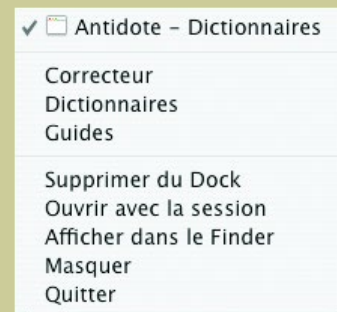 Antidote – Dictionnaires
Correcteur
Dictionnaires
Guides
Supprimer du Dock
Ouvrir avec la session
Afficher dans le Finder
Masquer
Quitter